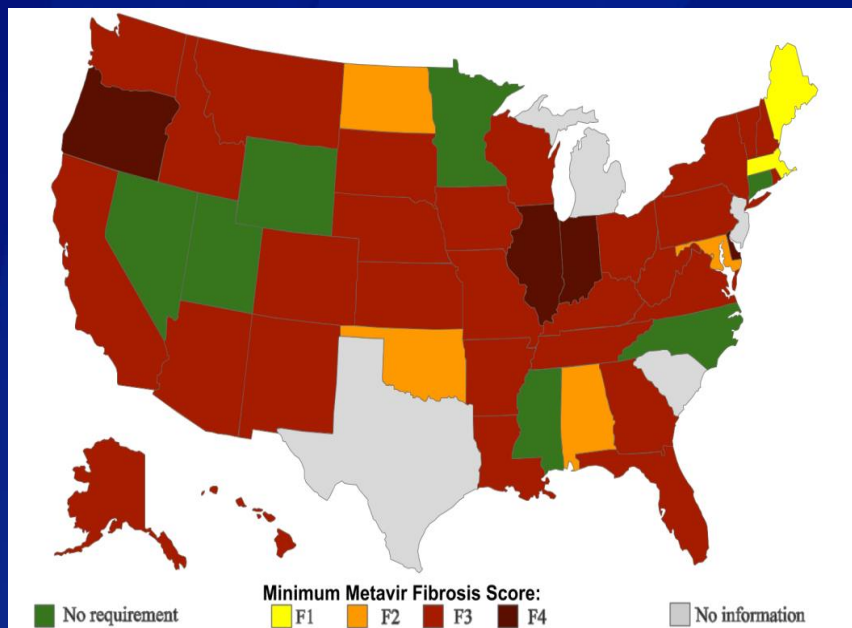 Minimum Metavir Fibrosis Score:
No requirement F1 F2 F3 F4 No information